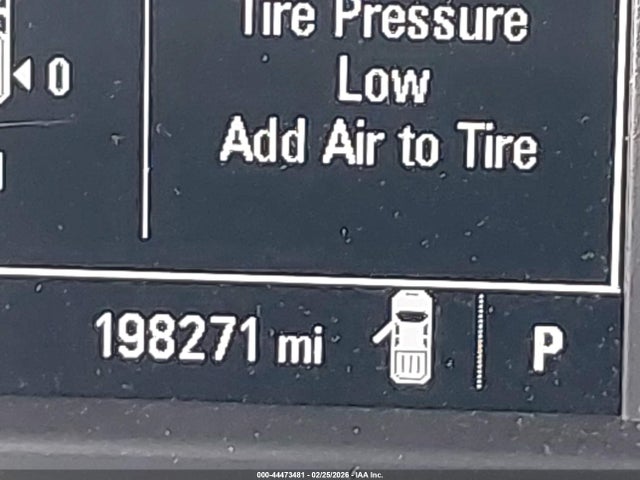 Tire Pressure
Low
Add Air to Tire
0
198271 mi
P
000-44473481 - 02/25/2026 - IAA Inc.